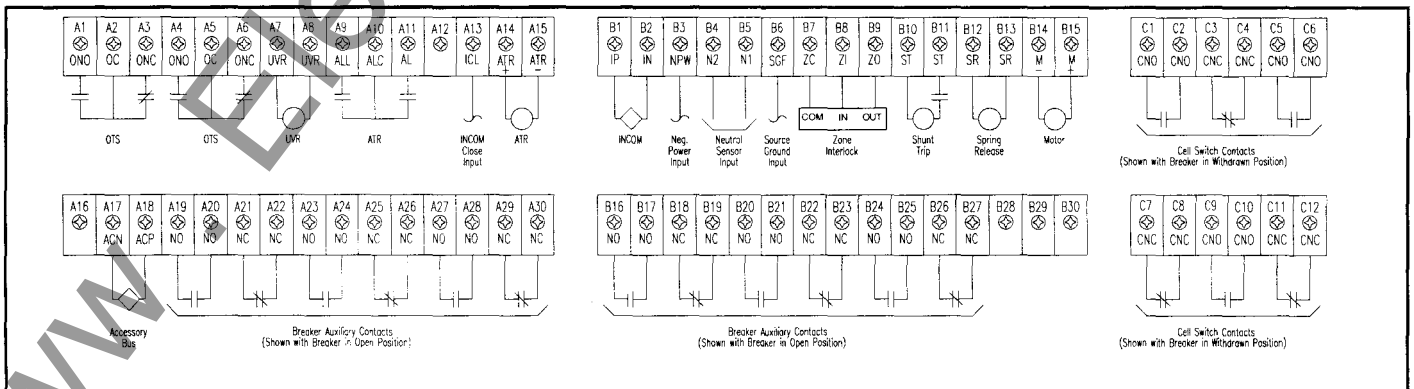 A1 A2 A3 A4 A5 A6 A7 A8 A9 A10 A11 A12 A13 A14 A15
ONO OC ONC ONO OC ONC UVR UVR ALL ALC AL ICL ATR + ATR -
OTS OTS UVR ATR INCOM Close Input ATR
B1 B2 B3 B4 B5 B6 B7 B8 B9 B10 B11 B12 B13 B14 B15
IP IN NPW N2 N1 SGF ZC ZI ZO ST ST SR SR M - M +
COM IN OUT
INCOM Neg. Power Input Neutral Sensor Input Source Ground Input Zone Interlock Shunt Trip Spring Release Motor
C1 C2 C3 C4 C5 C6
CNO CNO CNC CNC CNO CNO
Cell Switch Contacts
(Shown with Breaker in Withdrawn Position)
A16 A17 A18 A19 A20 A21 A22 A23 A24 A25 A26 A27 A28 A29 A30
ACN ACP NO NO NC NC NO NO NC NC NO NO NC NC
Accessory Bus
Breaker Auxiliary Contacts
(Shown with Breaker in Open Position)
B16 B17 B18 B19 B20 B21 B22 B23 B24 B25 B26 B27 B28 B29 B30
NO NO NC NC NO NO NC NC NO NO NC NC
Breaker Auxiliary Contacts
(Shown with Breaker in Open Position)
C7 C8 C9 C10 C11 C12
CNC CNC CNO CNO CNC CNC
Cell Switch Contacts
(Shown with Breaker in Withdrawn Position)
www. Ele